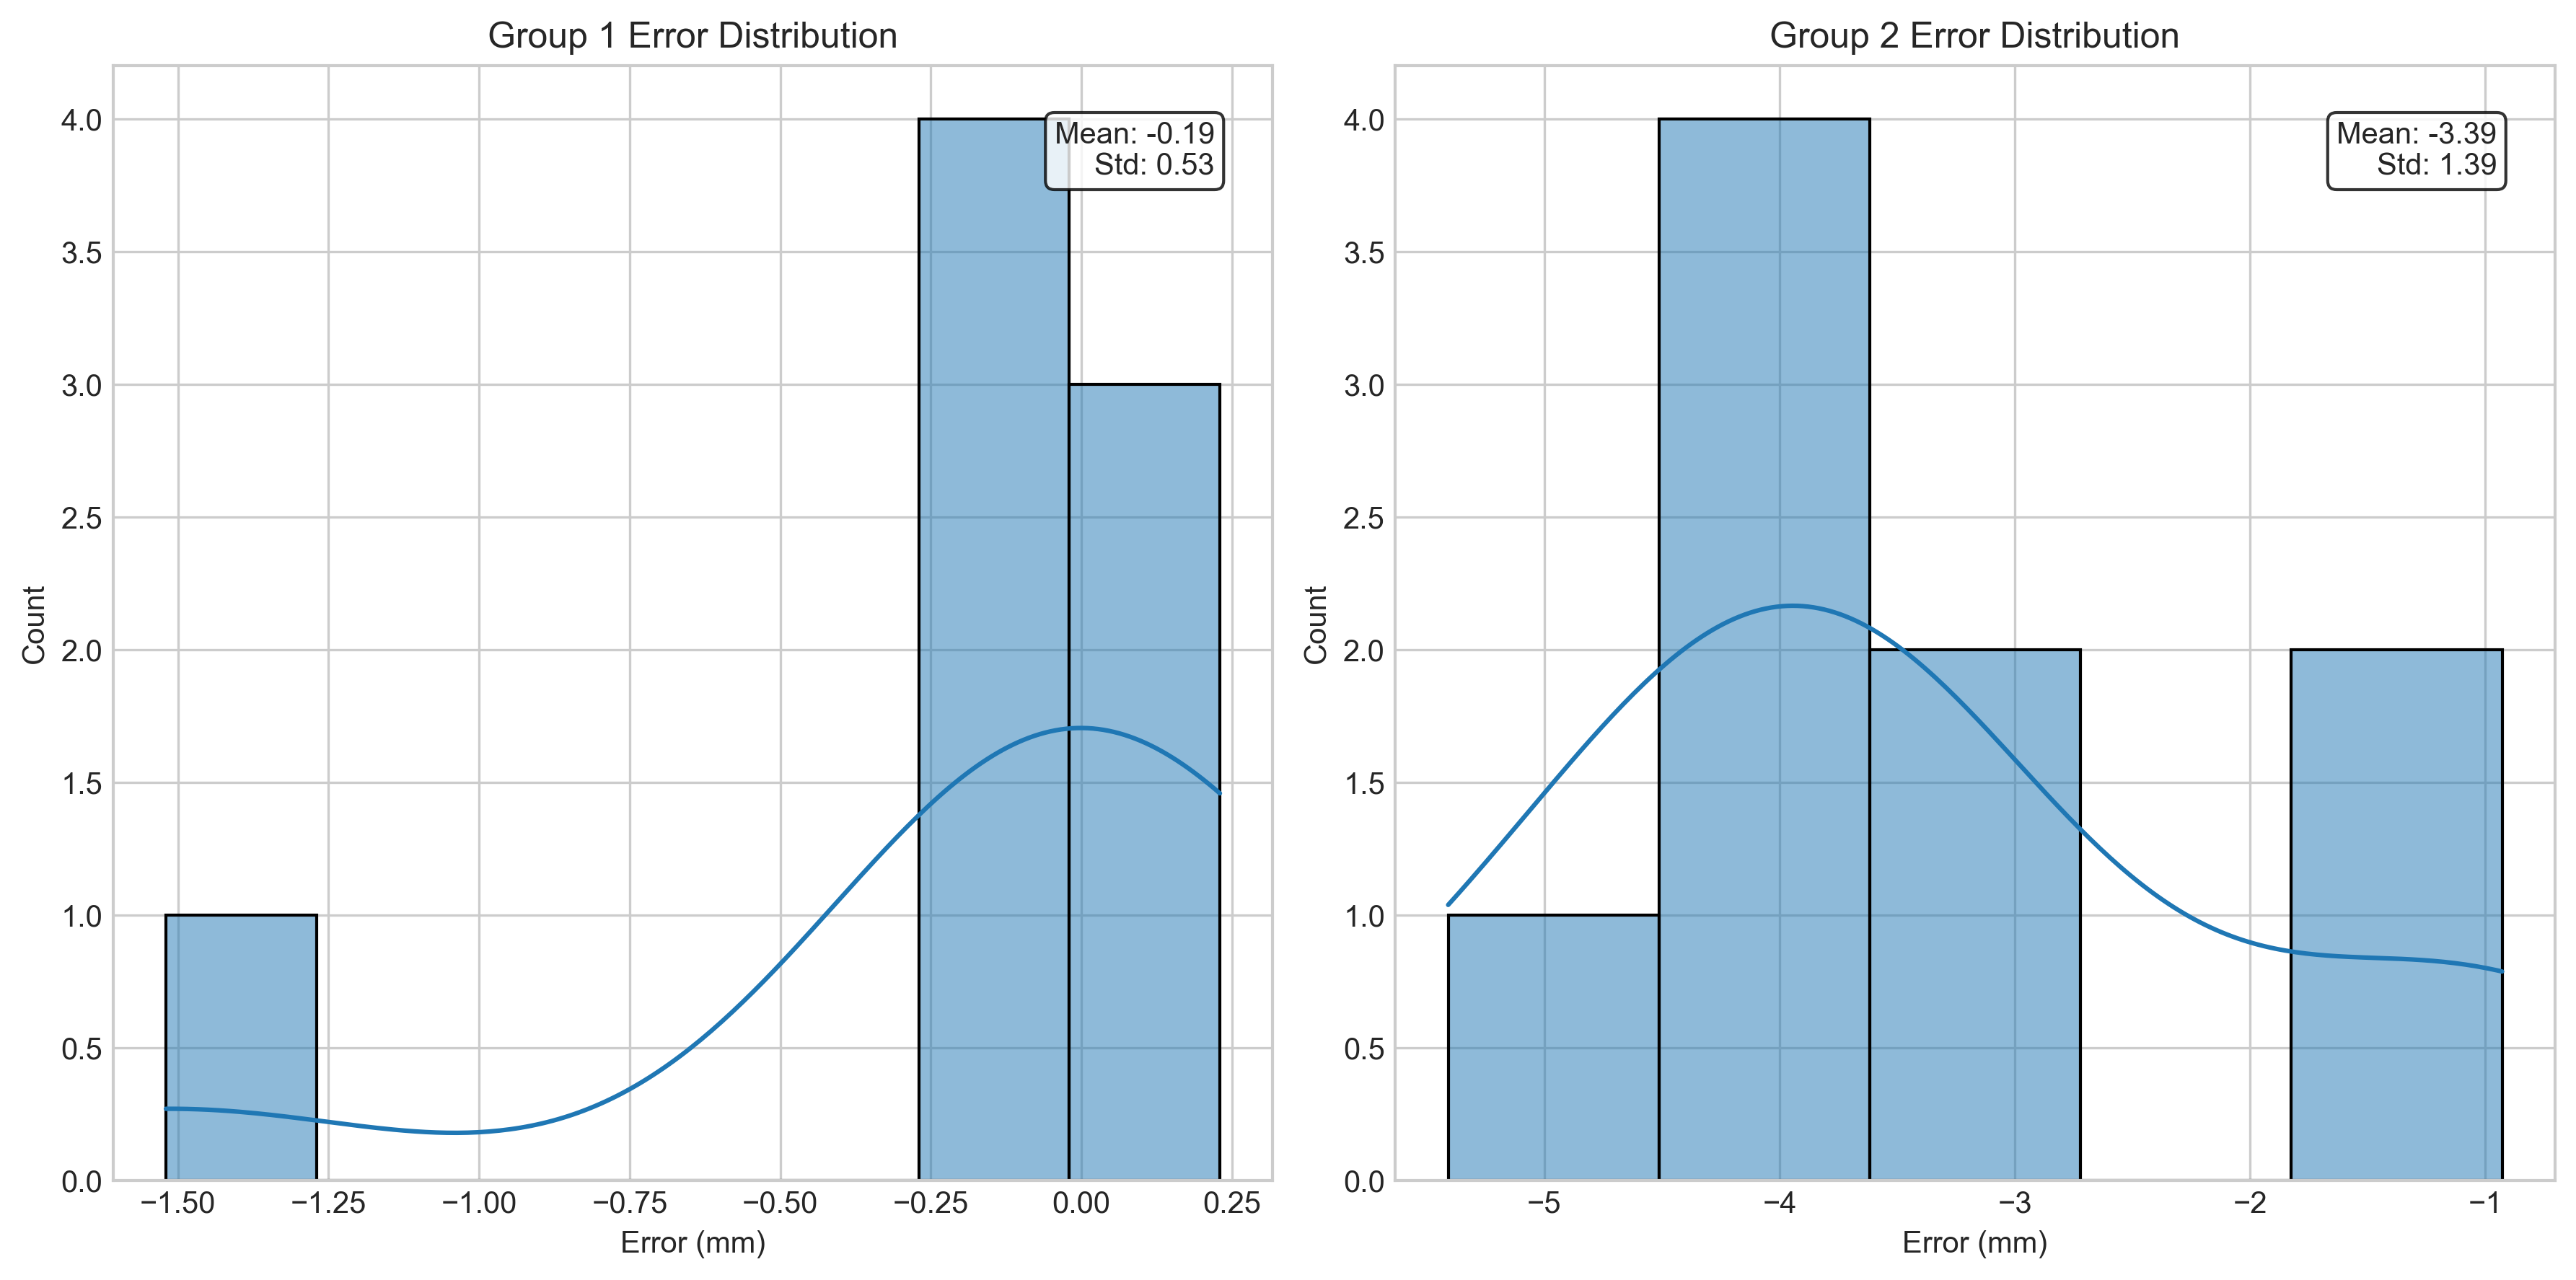 Group 1 Error Distribution
4.0
3.5
3.0
2.5
2.0
1.5
1.0
0.5
0.0
Count
Mean: -0.19
Std: 0.53
−1.50 −1.25 −1.00 −0.75 −0.50 −0.25 0.00 0.25
Error (mm)
Group 2 Error Distribution
4.0
3.5
3.0
2.5
2.0
1.5
1.0
0.5
0.0
Count
Mean: -3.39
Std: 1.39
−5 −4 −3 −2 −1
Error (mm)